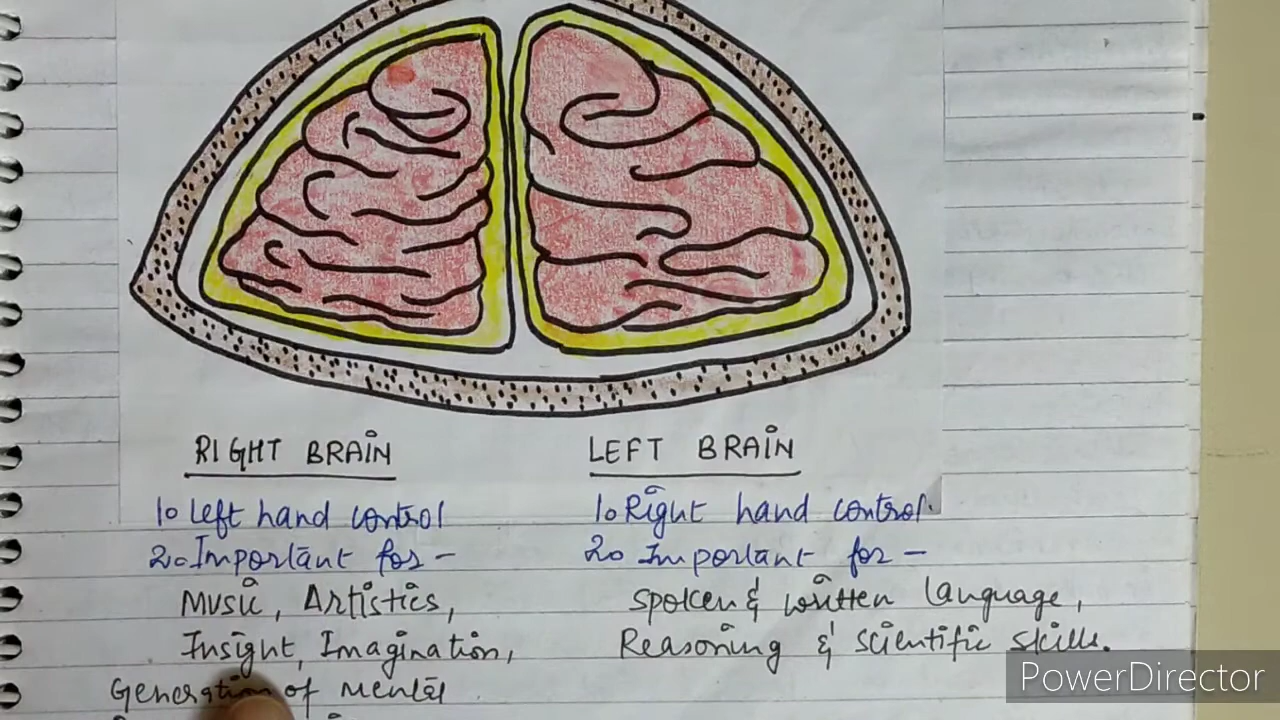 RIGHT BRAIN
1. Left hand control
2. Important for -
Music, Artistics,
Insight, Imagination,
Generation of Mental
LEFT BRAIN
1. Right hand control.
2. Important for -
Spoken & written language,
Reasoning & scientific skills.
PowerDirector